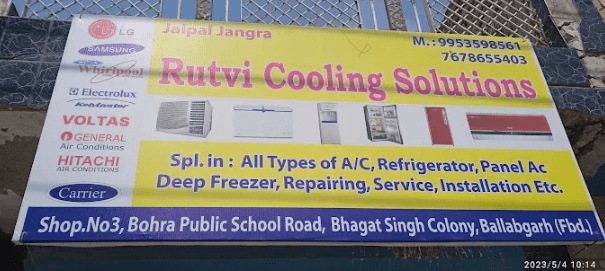 LG
Jaipal Jangra
M.: 9953598561
7678655403
SAMSUNG
Whirlpool
Rutvi Cooling Solutions
Electrolux
Kelvinator
VOLTAS
GENERAL
Air Conditions
HITACHI
AIR CONDITIONS
Carrier
Spl. in : All Types of A/C, Refrigerator, Panel Ac
Deep Freezer, Repairing, Service, Installation Etc.
Shop.No3, Bohra Public School Road, Bhagat Singh Colony, Ballabgarh (Fbd.)
2023/5/4 10:14